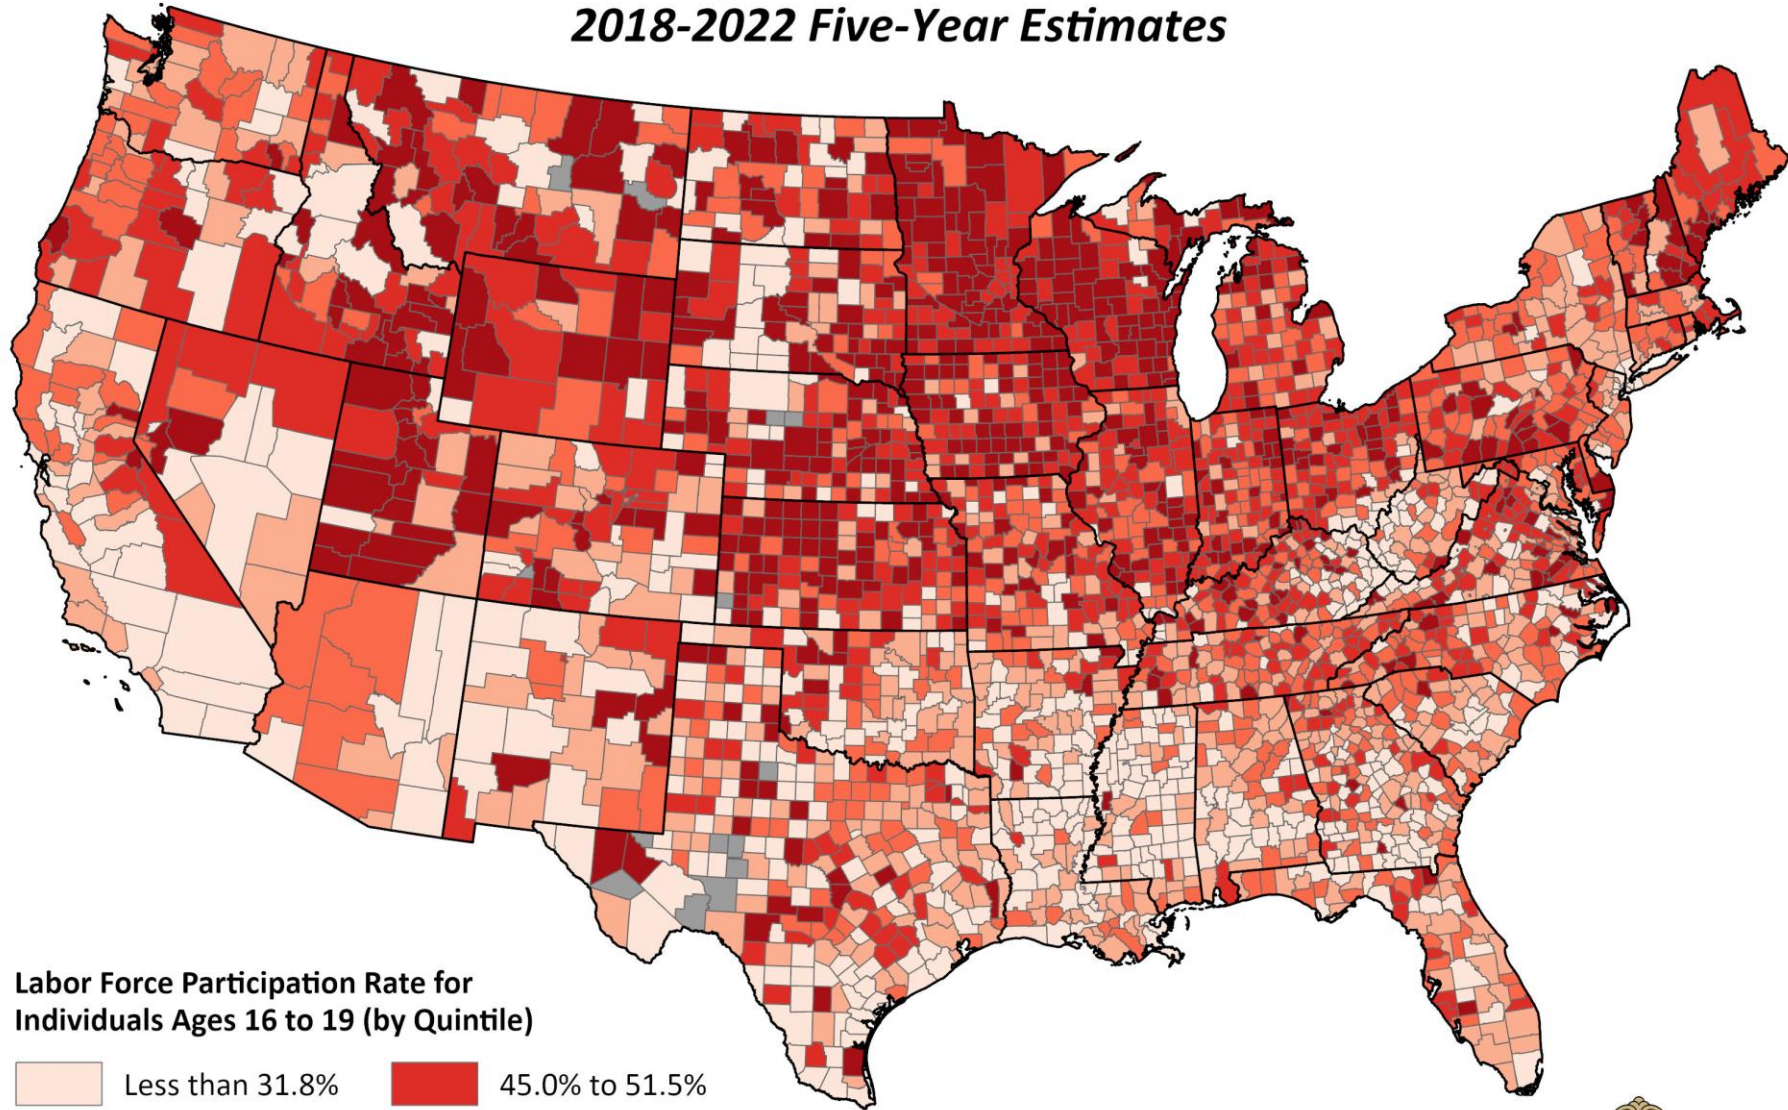 2018-2022 Five-Year Estimates
Labor Force Participation Rate for
Individuals Ages 16 to 19 (by Quintile)
Less than 31.8%
45.0% to 51.5%